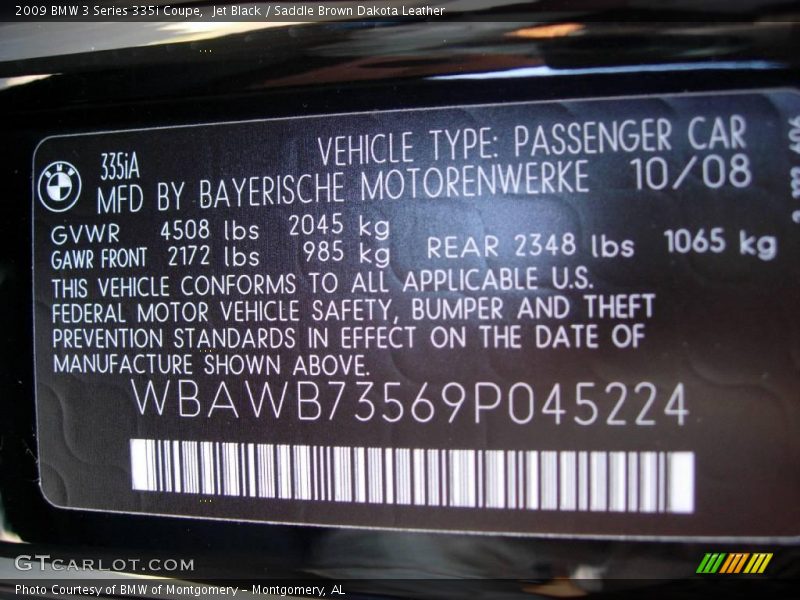 2009 BMW 3 Series 335i Coupe,  Jet Black / Saddle Brown Dakota Leather
335iA
VEHICLE TYPE: PASSENGER CAR
MFD BY BAYERISCHE MOTORENWERKE 10/08
GVWR 4508 lbs 2045 kg
GAWR FRONT 2172 lbs 985 kg REAR 2348 lbs 1065 kg
THIS VEHICLE CONFORMS TO ALL APPLICABLE U.S.
FEDERAL MOTOR VEHICLE SAFETY, BUMPER AND THEFT
PREVENTION STANDARDS IN EFFECT ON THE DATE OF
MANUFACTURE SHOWN ABOVE.
WBAWB73569P045224
GTCARLOT.COM
Photo Courtesy of BMW of Montgomery – Montgomery, AL